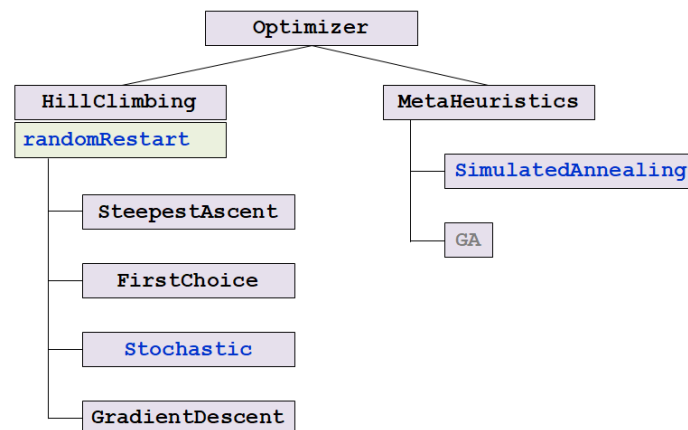 Optimizer
HillClimbing
randomRestart
SteepestAscent
FirstChoice
Stochastic
GradientDescent
MetaHeuristics
SimulatedAnnealing
GA